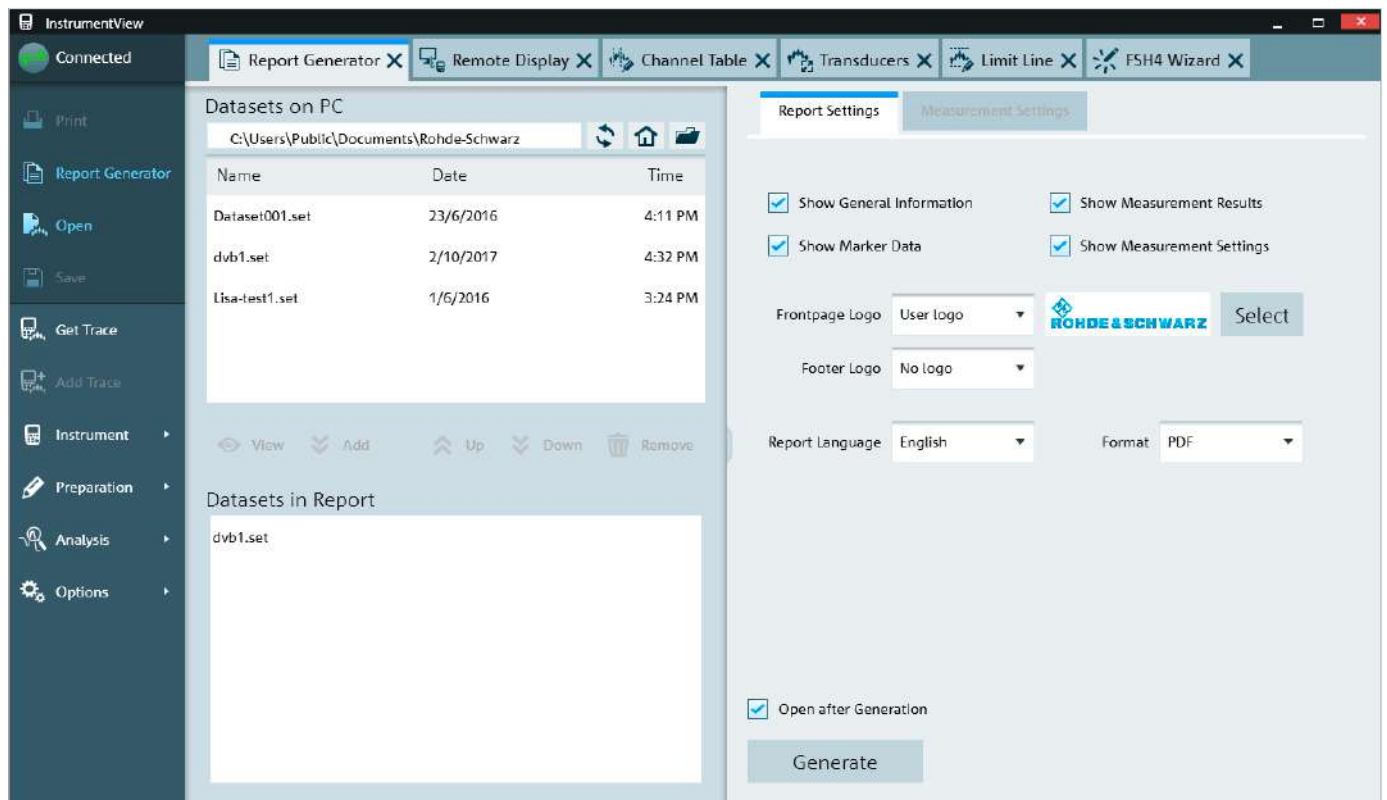 InstrumentView
Connected
Print
Report Generator
Open
Save
Get Trace
Add Trace
Instrument
Preparation
Analysis
Options
Report Generator
Remote Display
Channel Table
Transducers
Limit Line
FSH4 Wizard
Datasets on PC
C:\Users\Public\Documents\Rohde-Schwarz
Name Date Time
Dataset001.set 23/6/2016 4:11 PM
dvb1.set 2/10/2017 4:32 PM
Lisa-test1.set 1/6/2016 3:24 PM
View Add Up Down Remove
Datasets in Report
dvb1.set
Report Settings
Measurement Settings
Show General Information
Show Measurement Results
Show Marker Data
Show Measurement Settings
Frontpage Logo User logo
ROHDE & SCHWARZ
Select
Footer Logo No logo
Report Language English
Format PDF
Open after Generation
Generate